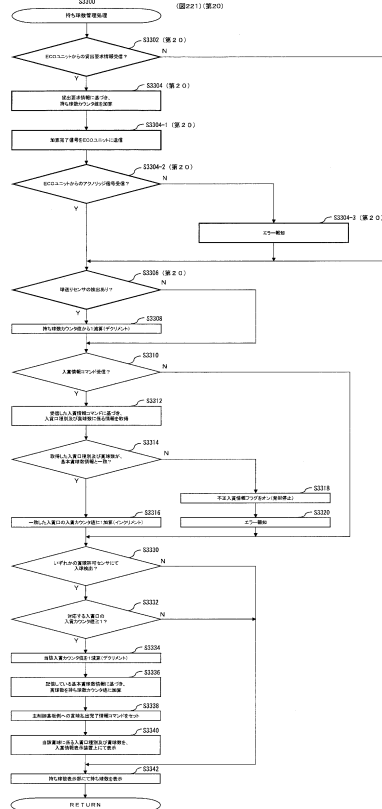 S3300
(図221)(第20)
持ち球数管理処理
S3302 (第20)
ECOユニットからの貸出要求情報受信?
N
Y
S3304 (第20)
貸出要求情報に基づき、
持ち球数カウンタ値を加算
S3304-1 (第20)
加算完了信号をECOユニットに送信
S3304-2 (第20)
ECOユニットからのアクノリッジ信号受信?
N
Y
S3304-3 (第20)
エラー報知
S3306 (第20)
球送りセンサの検出あり?
N
Y
S3308
持ち球数カウンタ値から1減算(デクリメント)
S3310
入賞情報コマンド受信?
N
Y
S3312
受信した入賞情報コマンドに基づき、
入賞口種別及び賞球数に係る情報を取得
S3314
取得した入賞口種別及び賞球数が、
基本賞球数情報と一致?
N
Y
S3318
不正入賞情報フラグをオン(発射停止)
S3316
一致した入賞口の入賞カウンタ値に1加算(インクリメント)
S3320
エラー報知
S3330
いずれかの賞球許可センサにて
入球検出?
N
Y
S3332
対応する入賞口の
入賞カウンタ値≧1?
N
Y
S3334
当該入賞カウンタ値を1減算(デクリメント)
S3336
記憶している基本賞球数情報に基づき、
賞球数を持ち球数カウンタ値に加算
S3338
主制御基板側への賞球払出完了情報コマンドをセット
S3340
当該賞球に係る入賞口種別及び賞球数を、
入賞情報表示装置上にて表示
S3342
持ち球数表示部にて持ち球数を表示
RETURN